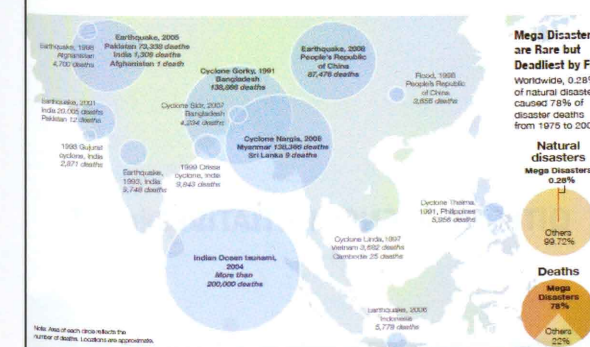 Earthquake, 1998
Afghanistan
4,700 deaths
Earthquake, 2005
Pakistan 73,338 deaths
India 1,309 deaths
Afghanistan 1 death
Cyclone Gorky, 1991
Bangladesh
138,866 deaths
Earthquake, 2008
People's Republic
of China
87,476 deaths
Flood, 1998
People's Republic
of China
3,656 deaths
Earthquake, 2001
India 20,005 deaths
Pakistan 12 deaths
Cyclone Sidr, 2007
Bangladesh
4,234 deaths
Cyclone Nargis, 2008
Myanmar 138,366 deaths
Sri Lanka 9 deaths
1998 Gujurat
cyclone, India
2,871 deaths
Earthquake,
1993, India
9,748 deaths
1999 Orissa
cyclone, India
9,843 deaths
Cyclone Thelma,
1991, Philippines
5,956 deaths
Cyclone Linda, 1997
Vietnam 3,682 deaths
Cambodia 25 deaths
Indian Ocean tsunami,
2004
More than
200,000 deaths
Earthquake, 2006
Indonesia
5,778 deaths
Note: Area of each circle reflects the
number of deaths. Locations are approximate.
Mega Disaster
are Rare but
Deadliest by F
Worldwide, 0.28%
of natural disaste
caused 78% of
disaster deaths
from 1975 to 200
Natural
disasters
Mega Disasters
0.28%
Others
99.72%
Deaths
Mega
Disasters
78%
Others
22%